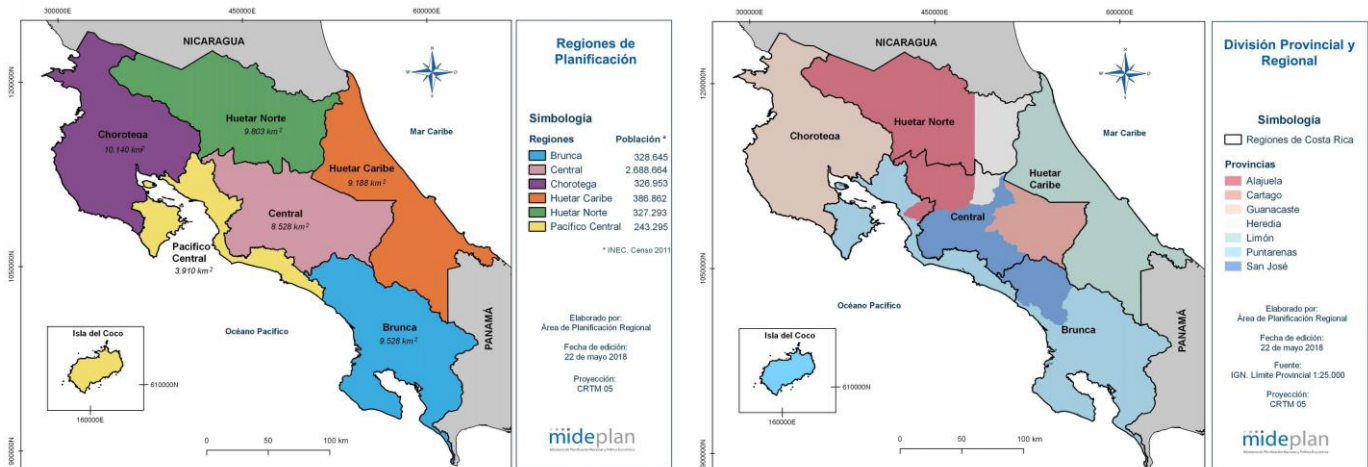 300000E
450000E
600000E
1200000N
1050000N
900000N
NICARAGUA
Mar Caribe
Huetar Norte
9.803 km²
Chorotega
10.140 km²
Huetar Caribe
9.188 km²
Central
8.528 km²
Pacífico
Central
3.910 km²
Océano Pacífico
Brunca
9.528 km²
PANAMÁ
Isla del Coco
610000N
160000E
0 50 100 km
Regiones de
Planificación
Simbología
Regiones Población *
Brunca 328.645
Central 2.688.664
Chorotega 326.953
Huetar Caribe 386.862
Huetar Norte 327.293
Pacífico Central 243.295
* INEC. Censo 2011
Elaborado por:
Área de Planificación Regional
Fecha de edición:
22 de mayo 2018
Proyección:
CRTM 05
mideplan
300000E
450000E
600000E
1200000N
1050000N
900000N
NICARAGUA
Mar Caribe
Huetar Norte
Chorotega
Huetar
Caribe
Central
Océano Pacífico
Brunca
PANAMÁ
Isla del Coco
610000N
160000E
0 50 100 km
División Provincial y
Regional
Simbología
Regiones de Costa Rica
Provincias
Alajuela
Cartago
Guanacaste
Heredia
Limón
Puntarenas
San José
Elaborado por:
Área de Planificación Regional
Fecha de edición:
22 de mayo 2018
Fuente:
IGN. Limite Provincial 1:25.000
Proyección:
CRTM 05
mideplan